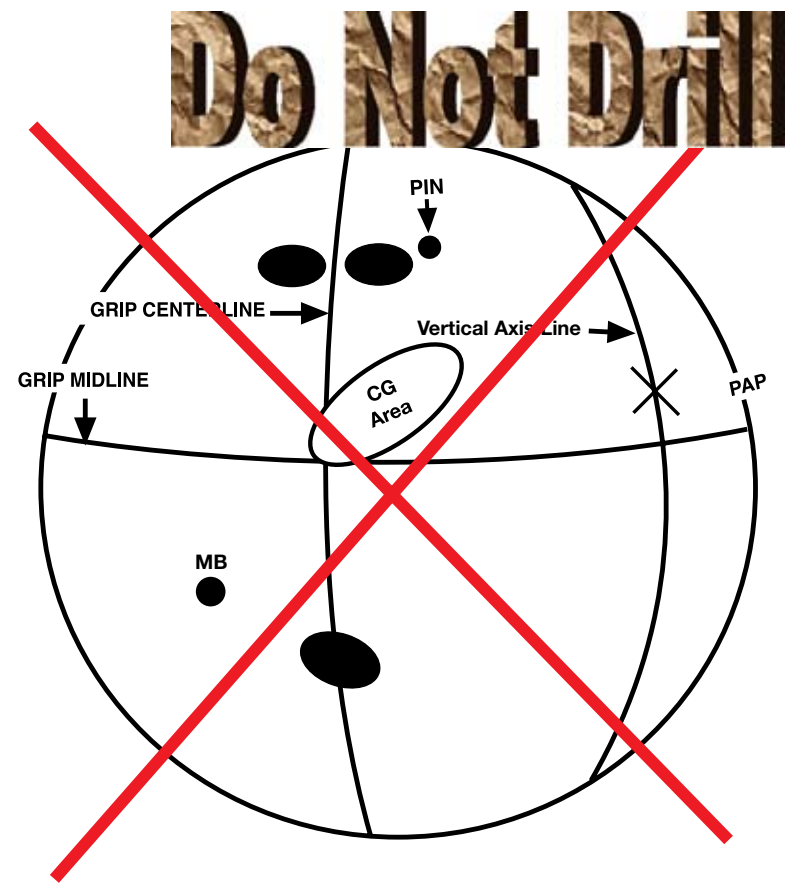 Do Not Drill
PIN
GRIP CENTERLINE
Vertical Axis Line
GRIP MIDLINE
CG
Area
PAP
MB